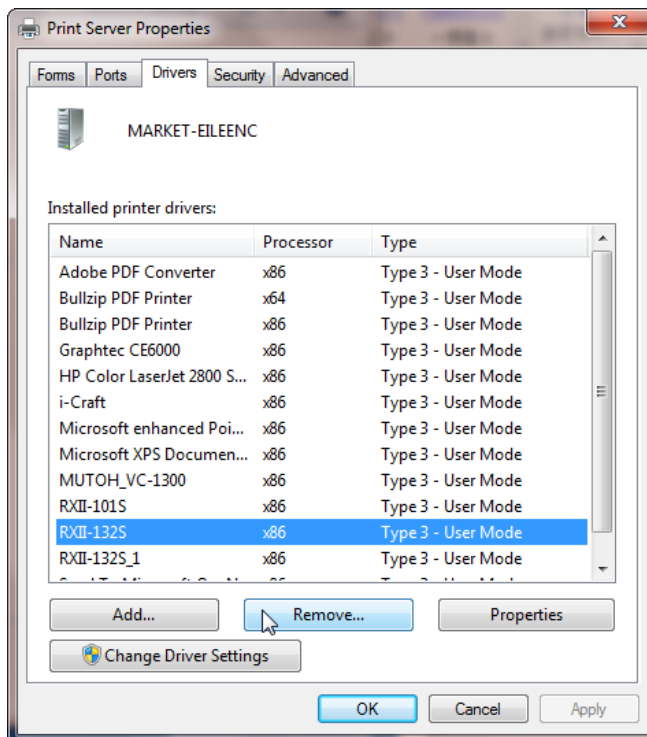 Print Server Properties
Forms Ports Drivers Security Advanced
MARKET-EILEENC
Installed printer drivers:
Name Processor Type
Adobe PDF Converter x86 Type 3 - User Mode
Bullzip PDF Printer x64 Type 3 - User Mode
Bullzip PDF Printer x86 Type 3 - User Mode
Graphtec CE6000 x86 Type 3 - User Mode
HP Color LaserJet 2800 S... x86 Type 3 - User Mode
i-Craft x86 Type 3 - User Mode
Microsoft enhanced Poi... x86 Type 3 - User Mode
Microsoft XPS Documen... x86 Type 3 - User Mode
MUTOH_VC-1300 x86 Type 3 - User Mode
RXII-101S x86 Type 3 - User Mode
RXII-132S x86 Type 3 - User Mode
RXII-132S_1 x86 Type 3 - User Mode
Add... Remove... Properties
Change Driver Settings
OK Cancel Apply